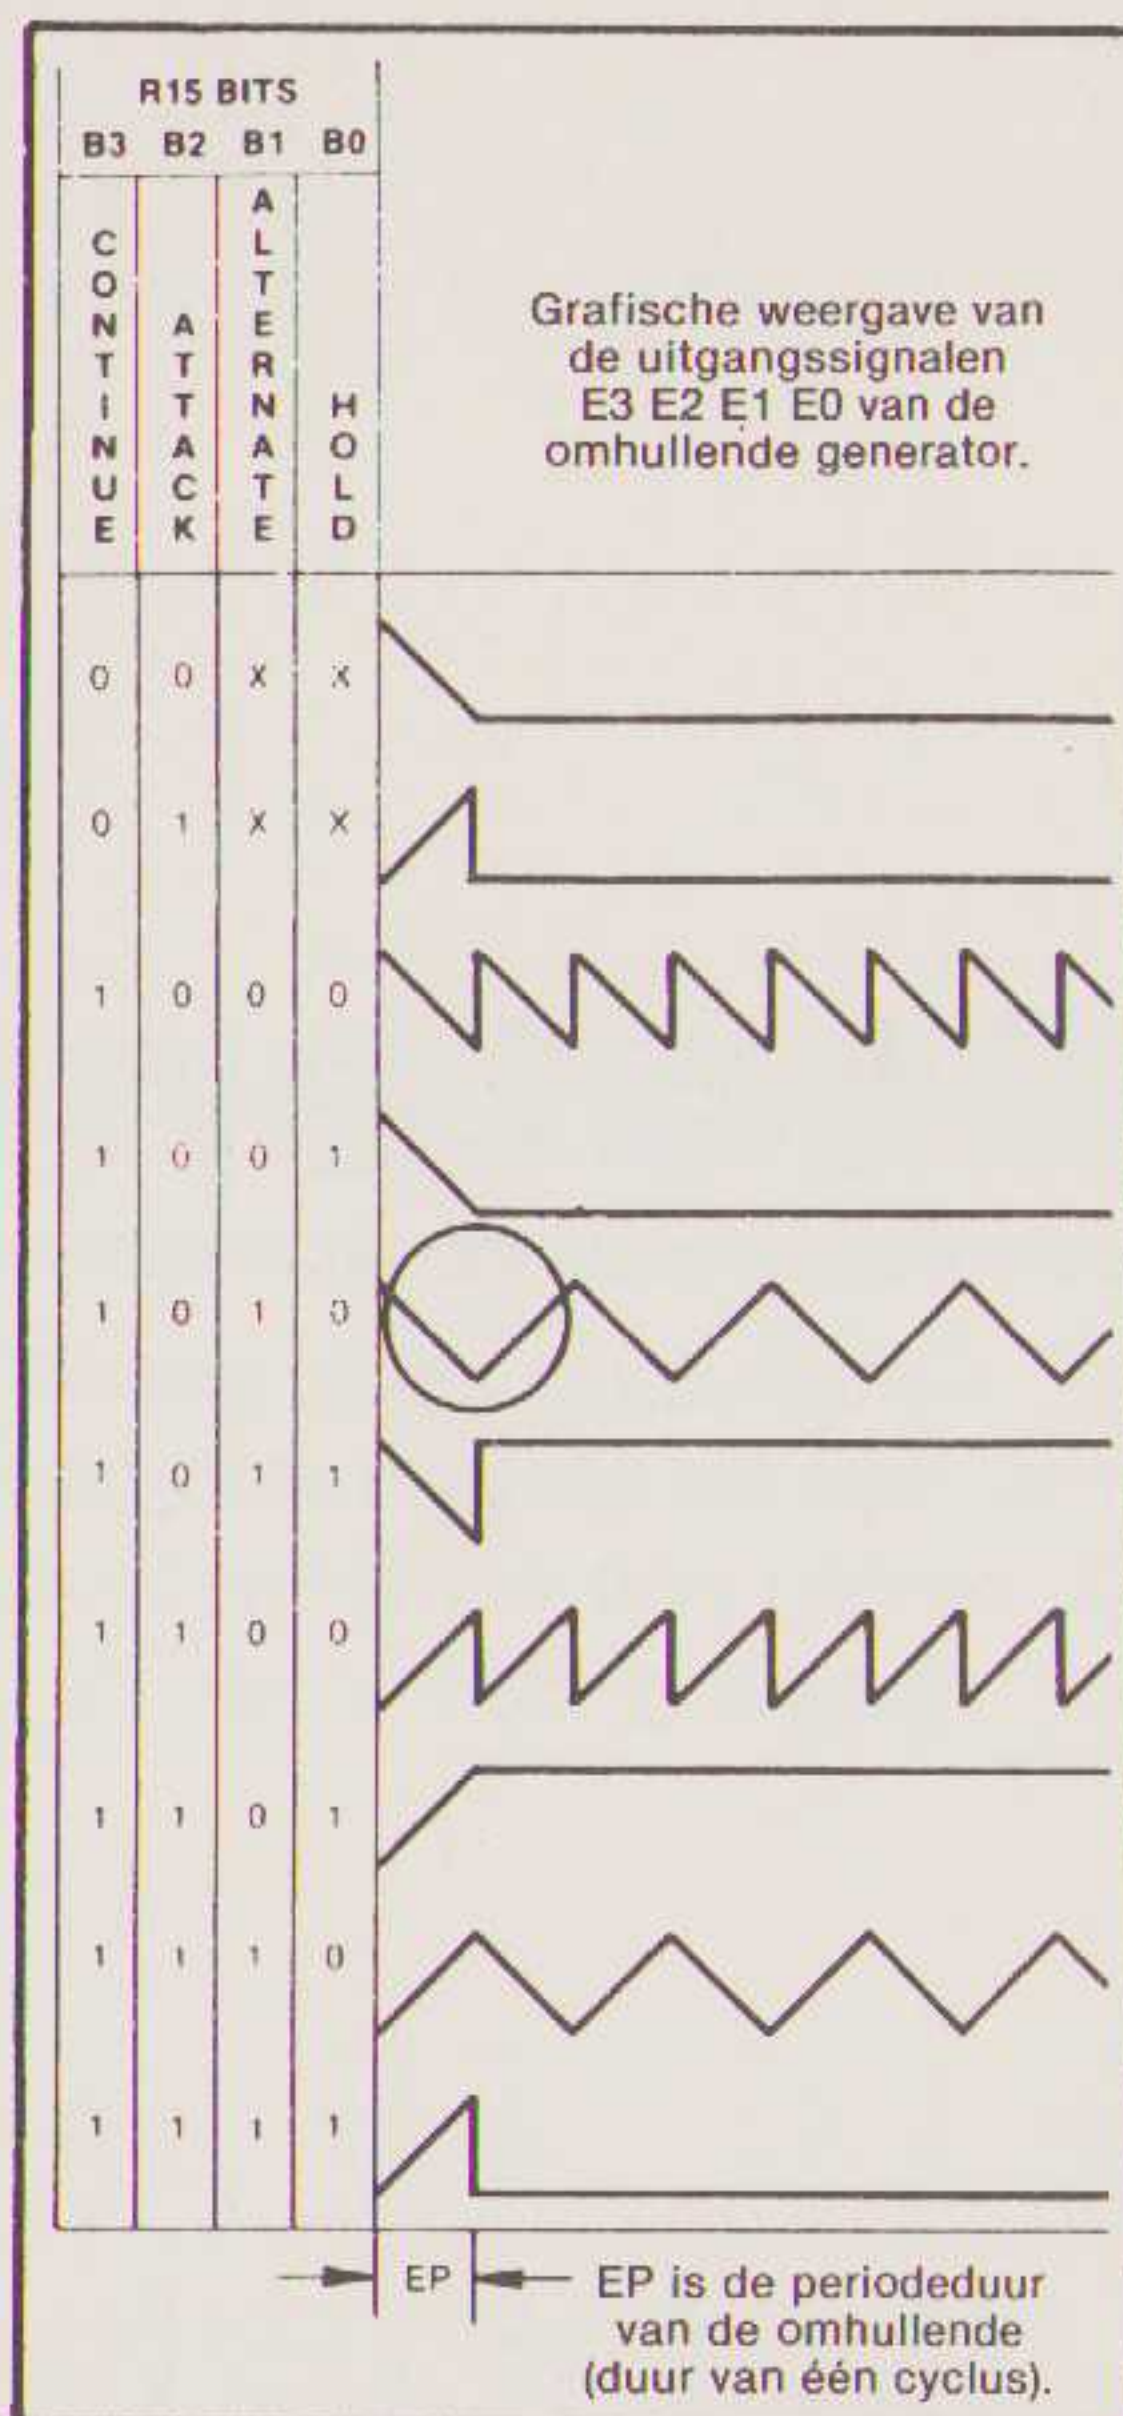 R15 BITS
B3 B2 B1 B0
CONTINUE
ATTACK
ALTERNATE
HOLD
Grafische weergave van
de uitgangssignalen
E3 E2 E1 E0 van de
omhullende generator.
0 0 X X
0 1 X X
1 0 0 0
1 0 0 1
1 0 1 0
1 0 1 1
1 1 0 0
1 1 0 1
1 1 1 0
1 1 1 1
EP
EP is de periodeduur
van de omhullende
(duur van één cyclus).